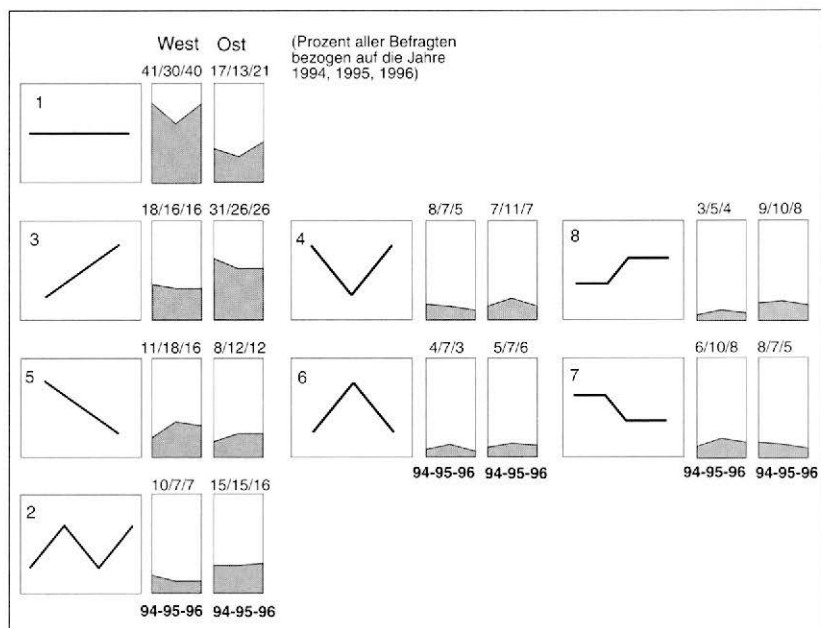 West Ost
(Prozent aller Befragten
bezogen auf die Jahre
1994, 1995, 1996)
41/30/40 17/13/21
1
18/16/16 31/26/26 8/7/5 7/11/7 3/5/4 9/10/8
3 4 8
11/18/16 8/12/12 4/7/3 5/7/6 6/10/8 8/7/5
5 6 7
94-95-96 94-95-96 94-95-96 94-95-96
10/7/7 15/15/16
2
94-95-96 94-95-96